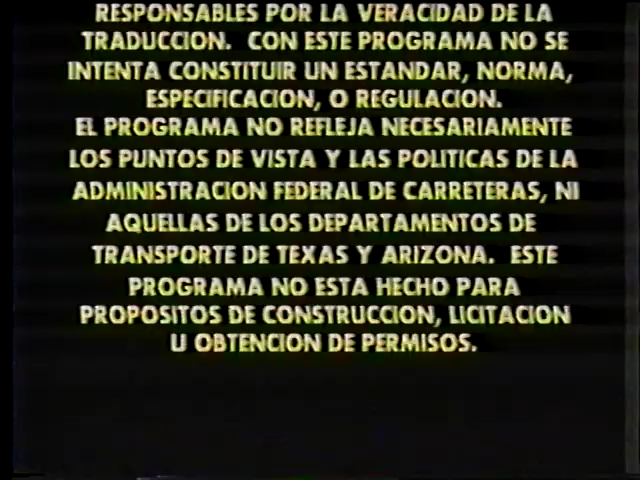 RESPONSABLES POR LA VERACIDAD DE LA
TRADUCCION. CON ESTE PROGRAMA NO SE
INTENTA CONSTITUIR UN ESTANDAR, NORMA,
ESPECIFICACION, O REGULACION.
EL PROGRAMA NO REFLEJA NECESARIAMENTE
LOS PUNTOS DE VISTA Y LAS POLITICAS DE LA
ADMINISTRACION FEDERAL DE CARRETERAS, NI
AQUELLAS DE LOS DEPARTAMENTOS DE
TRANSPORTE DE TEXAS Y ARIZONA. ESTE
PROGRAMA NO ESTA HECHO PARA
PROPOSITOS DE CONSTRUCCION, LICITACION
U OBTENCION DE PERMISOS.